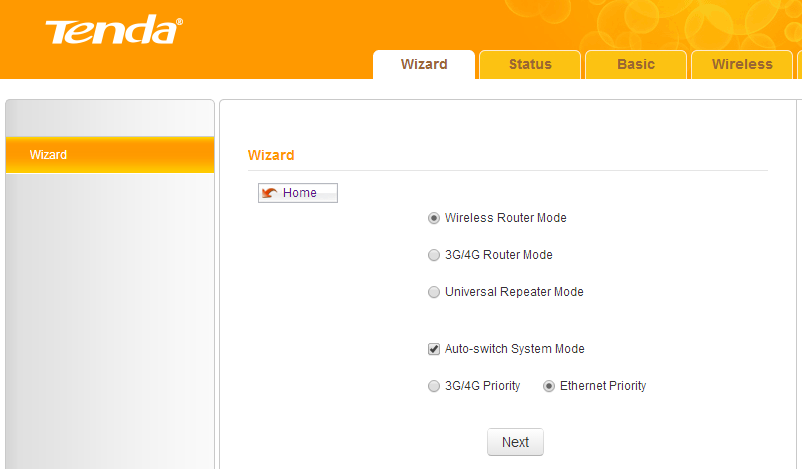 Tenda®
Wizard Status Basic Wireless
Wizard
Wizard
Home
Wireless Router Mode
3G/4G Router Mode
Universal Repeater Mode
Auto-switch System Mode
3G/4G Priority Ethernet Priority
Next